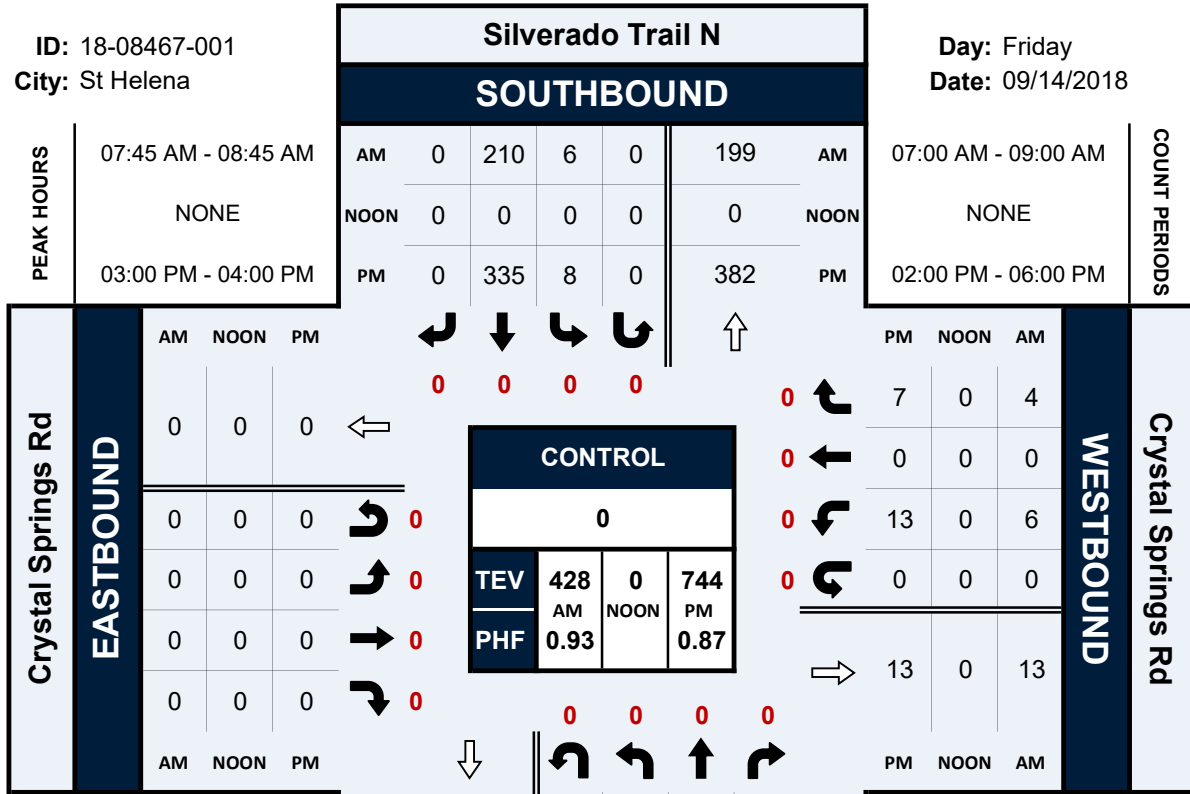 ID: 18-08467-001
City: St Helena
Silverado Trail N
SOUTHBOUND
Day: Friday
Date: 09/14/2018
PEAK HOURS
07:45 AM - 08:45 AM
NONE
03:00 PM - 04:00 PM
AM 0 210 6 0 199 AM
NOON 0 0 0 0 0 NOON
PM 0 335 8 0 382 PM
07:00 AM - 09:00 AM
NONE
02:00 PM - 06:00 PM
COUNT PERIODS
0 0 0 0
Crystal Springs Rd
EASTBOUND
AM NOON PM
0 0 0
0 0 0 0
0 0 0 0
0 0 0 0
0 0 0 0
AM NOON PM
CONTROL
0
TEV 428 0 744
AM NOON PM
PHF 0.93 0.87
PM NOON AM
0 7 0 4
0 0 0 0
0 13 0 6
0 0 0 0
13 0 13
PM NOON AM
WESTBOUND
Crystal Springs Rd
0 0 0 0